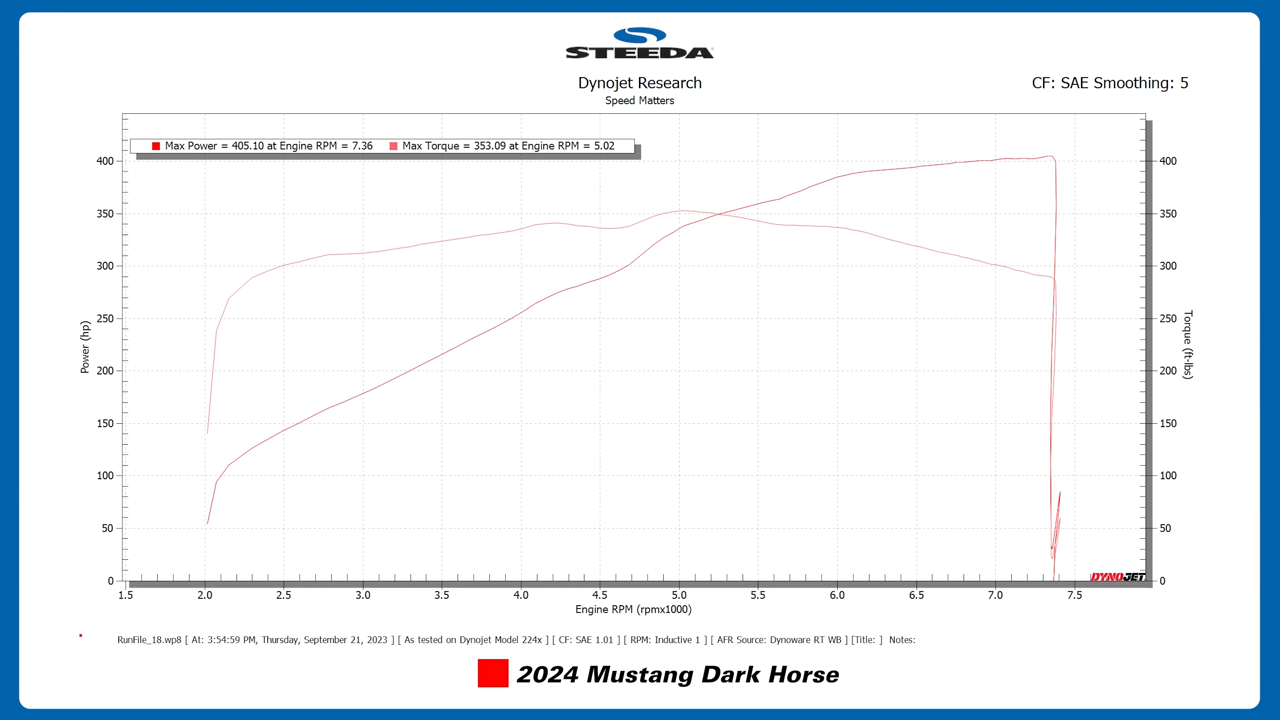 STEEDA
Dynojet Research
CF: SAE Smoothing: 5
Speed Matters
Max Power = 405.10 at Engine RPM = 7.36 Max Torque = 353.09 at Engine RPM = 5.02
400 400
350 350
300 300
250 250
200 200
150 150
100 100
50 50
0 0
Power (hp)
Torque (ft-lbs)
DYNOJET
1.5 2.0 2.5 3.0 3.5 4.0 4.5 5.0 5.5 6.0 6.5 7.0 7.5
Engine RPM (rpmx1000)
RunFile_18.wp8 [ At: 3:54:59 PM, Thursday, September 21, 2023 ] [ As tested on Dynojet Model 224x ] [ CF: SAE 1.01 ] [ RPM: Inductive 1 ] [ AFR Source: Dynoware RT WB ] [Title: ] Notes:
2024 Mustang Dark Horse